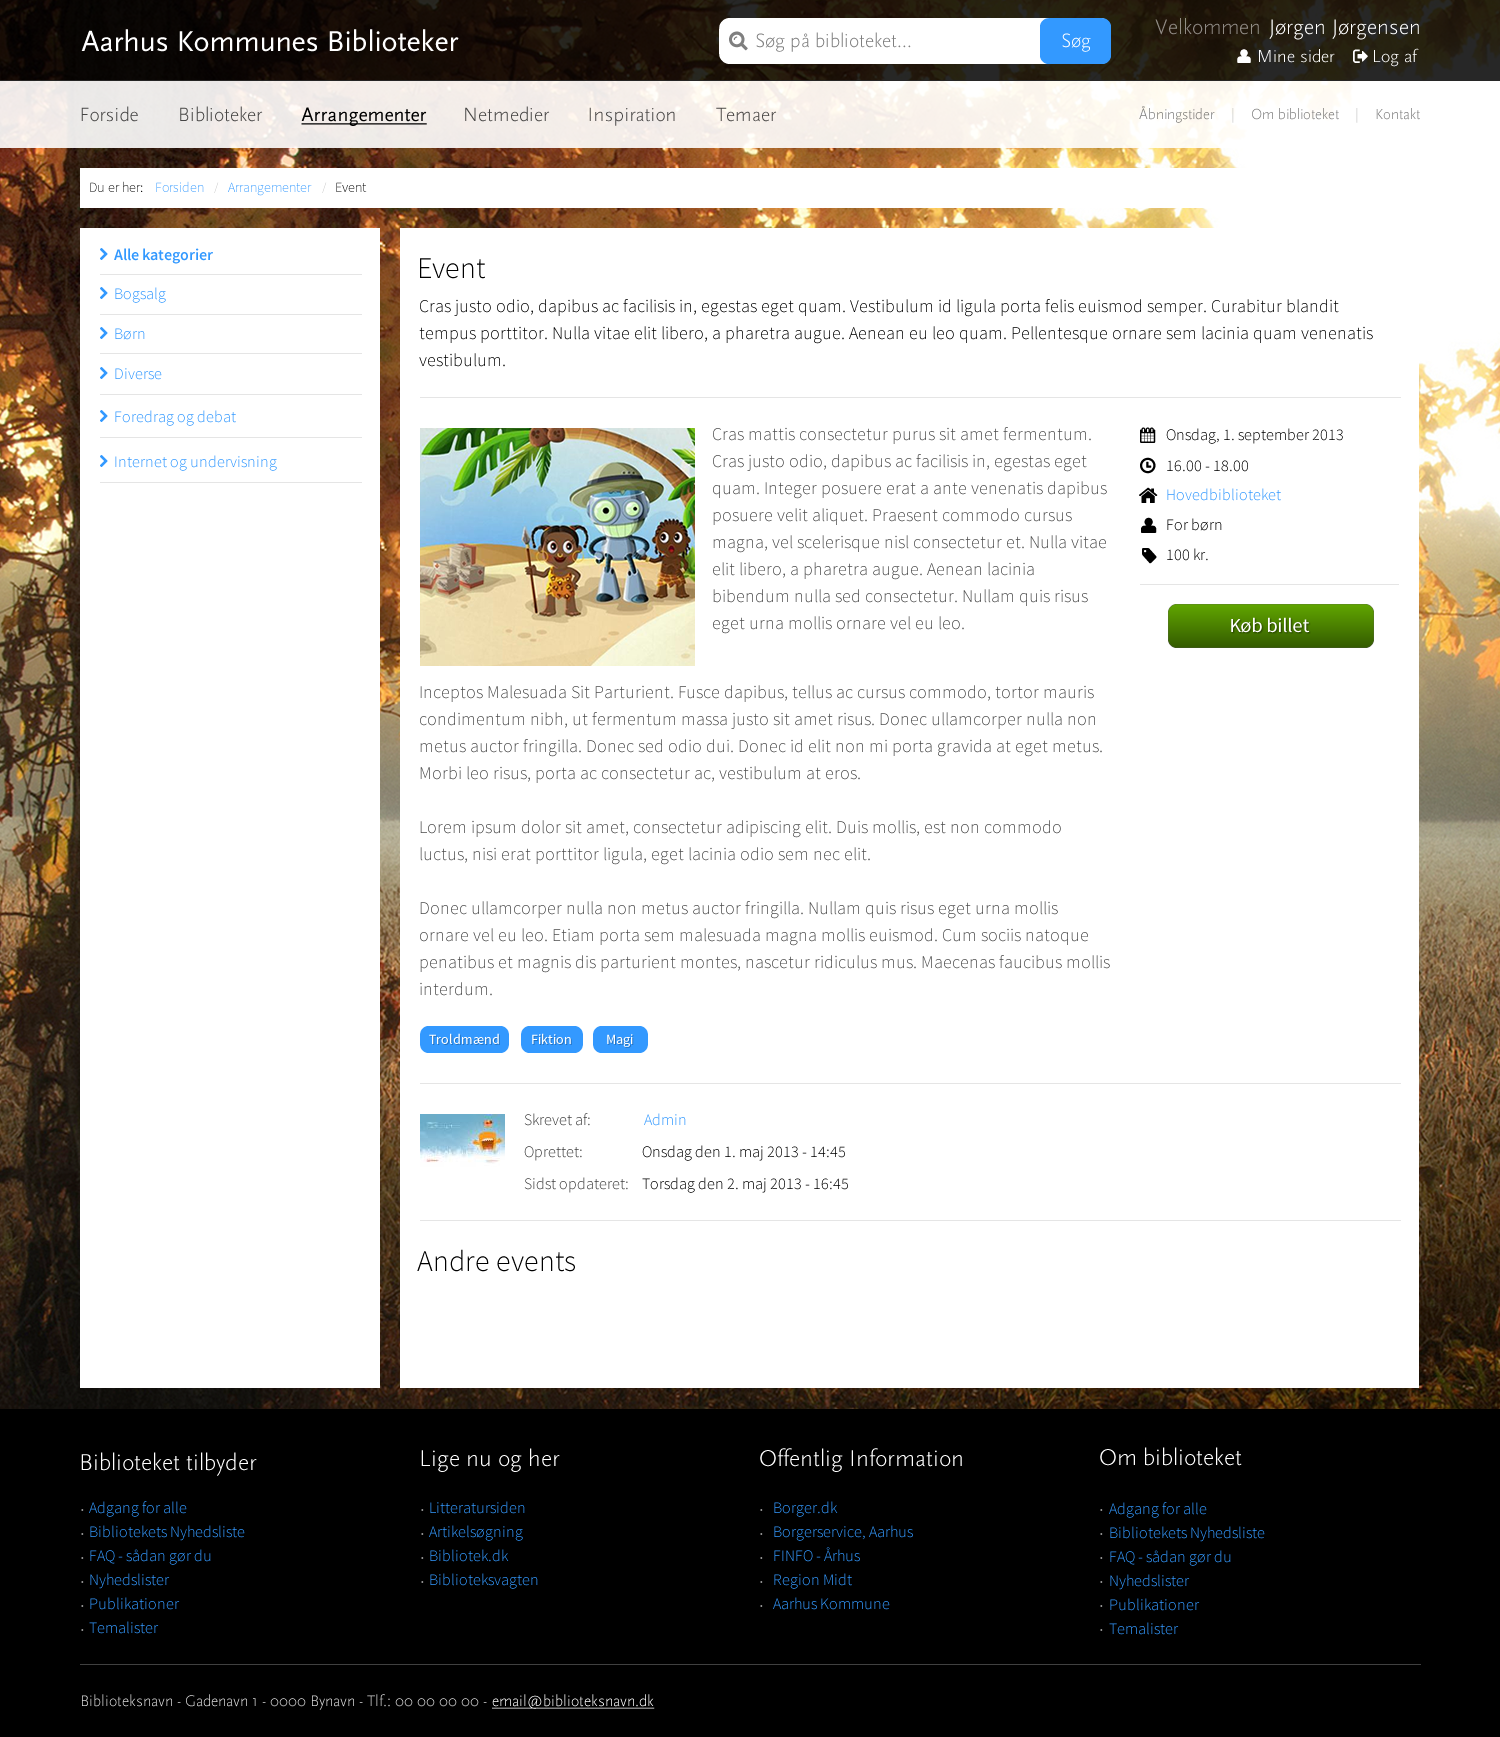 Aarhus Kommunes Biblioteker
Søg på biblioteket...
Søg
Velkommen Jørgen Jørgensen
Mine sider
Log af
Forside
Biblioteker
Arrangementer
Netmedier
Inspiration
Temaer
Åbningstider | Om biblioteket | Kontakt
Du er her: Forsiden / Arrangementer / Event
Alle kategorier
Bogsalg
Børn
Diverse
Foredrag og debat
Internet og undervisning
Event
Cras justo odio, dapibus ac facilisis in, egestas eget quam. Vestibulum id ligula porta felis euismod semper. Curabitur blandit
tempus porttitor. Nulla vitae elit libero, a pharetra augue. Aenean eu leo quam. Pellentesque ornare sem lacinia quam venenatis
vestibulum.
Cras mattis consectetur purus sit amet fermentum.
Cras justo odio, dapibus ac facilisis in, egestas eget
quam. Integer posuere erat a ante venenatis dapibus
posuere velit aliquet. Praesent commodo cursus
magna, vel scelerisque nisl consectetur et. Nulla vitae
elit libero, a pharetra augue. Aenean lacinia
bibendum nulla sed consectetur. Nullam quis risus
eget urna mollis ornare vel eu leo.
Inceptos Malesuada Sit Parturient. Fusce dapibus, tellus ac cursus commodo, tortor mauris
condimentum nibh, ut fermentum massa justo sit amet risus. Donec ullamcorper nulla non
metus auctor fringilla. Donec sed odio dui. Donec id elit non mi porta gravida at eget metus.
Morbi leo risus, porta ac consectetur ac, vestibulum at eros.
Lorem ipsum dolor sit amet, consectetur adipiscing elit. Duis mollis, est non commodo
luctus, nisi erat porttitor ligula, eget lacinia odio sem nec elit.
Donec ullamcorper nulla non metus auctor fringilla. Nullam quis risus eget urna mollis
ornare vel eu leo. Etiam porta sem malesuada magna mollis euismod. Cum sociis natoque
penatibus et magnis dis parturient montes, nascetur ridiculus mus. Maecenas faucibus mollis
interdum.
Onsdag, 1. september 2013
16.00 - 18.00
Hovedbiblioteket
For børn
100 kr.
Køb billet
Troldmænd
Fiktion
Magi
Skrevet af: Admin
Oprettet: Onsdag den 1. maj 2013 - 14:45
Sidst opdateret: Torsdag den 2. maj 2013 - 16:45
Andre events
Biblioteket tilbyder
· Adgang for alle
· Bibliotekets Nyhedsliste
· FAQ - sådan gør du
· Nyhedslister
· Publikationer
· Temalister
Lige nu og her
· Litteratursiden
· Artikelsøgning
· Bibliotek.dk
· Biblioteksvagten
Offentlig Information
· Borger.dk
· Borgerservice, Aarhus
· FINFO - Århus
· Region Midt
· Aarhus Kommune
Om biblioteket
· Adgang for alle
· Bibliotekets Nyhedsliste
· FAQ - sådan gør du
· Nyhedslister
· Publikationer
· Temalister
Biblioteksnavn - Gadenavn 1 - 0000 Bynavn - Tlf.: 00 00 00 00 - email@biblioteksnavn.dk